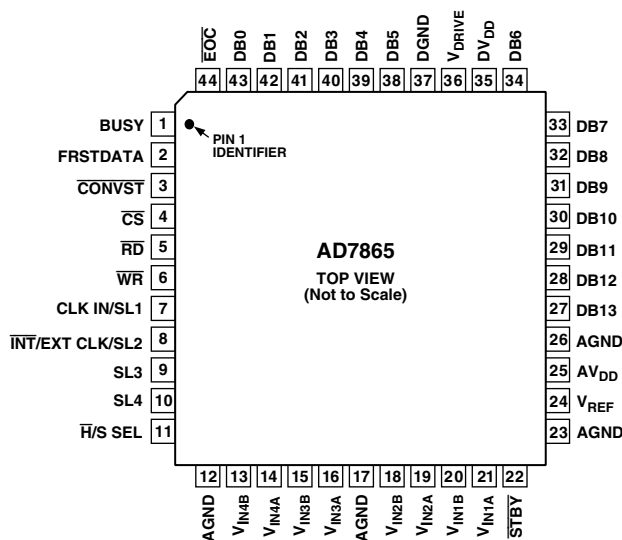 EOC DB0 DB1 DB2 DB3 DB4 DB5 DGND VDRIVE DVDD DB6
44 43 42 41 40 39 38 37 36 35 34
BUSY 1
FRSTDATA 2
CONVST 3
CS 4
RD 5
WR 6
CLK IN/SL1 7
INT/EXT CLK/SL2 8
SL3 9
SL4 10
H/S SEL 11
PIN 1
IDENTIFIER
AD7865
TOP VIEW
(Not to Scale)
33 DB7
32 DB8
31 DB9
30 DB10
29 DB11
28 DB12
27 DB13
26 AGND
25 AVDD
24 VREF
23 AGND
12 13 14 15 16 17 18 19 20 21 22
AGND VIN4B VIN4A VIN3B VIN3A AGND VIN2B VIN2A VIN1B VIN1A STBY